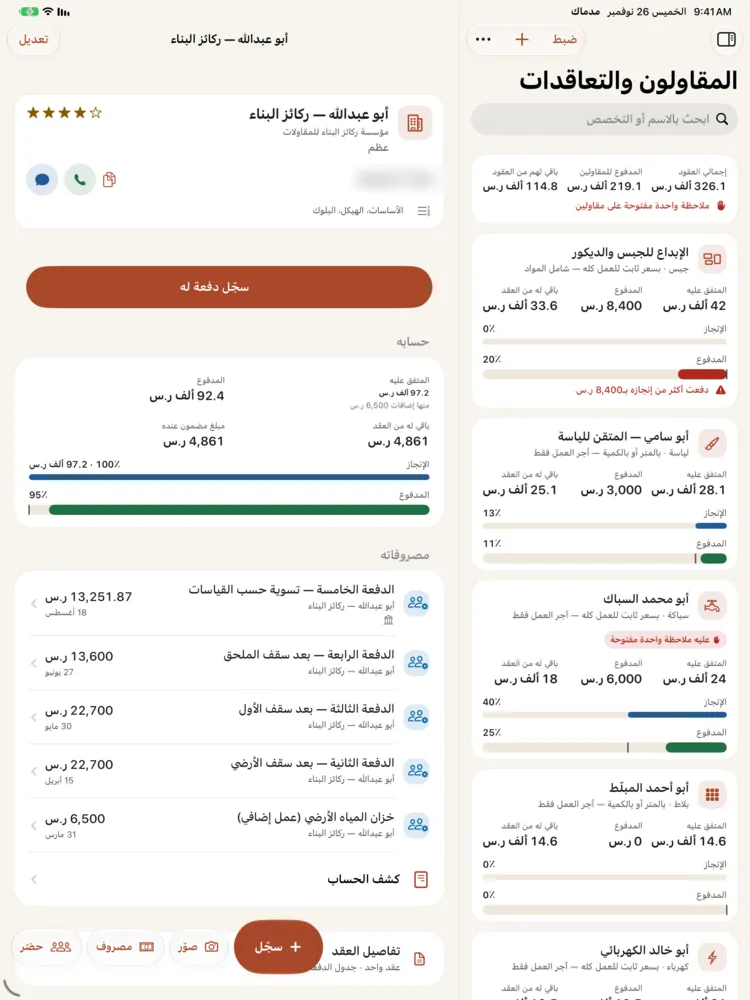 9:41 AM الخميس 26 نوفمبر مدماك
ضبط
المقاولون والتعاقدات
ابحث بالاسم أو التخصص
إجمالي العقود المدفوع للمقاولين باقي لهم من العقود
326.1 ألف ر.س 219.1 ألف ر.س 114.8 ألف ر.س
ملاحظة واحدة مفتوحة على مقاولين
الإبداع للجبس والديكور
جبس · بسعر ثابت للعمل كله — شامل المواد
المتفق عليه المدفوع باقي له من العقد
42 ألف ر.س 8,400 ر.س 33.6 ألف ر.س
الإنجاز 0٪
المدفوع 20٪
دفعت أكثر من إنجازه بـ8,400 ر.س
أبو سامي — المتقن للياسة
لياسة · بالمتر أو بالكمية — أجر العمل فقط
المتفق عليه المدفوع باقي له من العقد
28.1 ألف ر.س 3,000 ر.س 25.1 ألف ر.س
الإنجاز 13٪
المدفوع 11٪
أبو محمد السباك
سباكة · بسعر ثابت للعمل كله — أجر العمل فقط
عليه ملاحظة واحدة مفتوحة
المتفق عليه المدفوع باقي له من العقد
24 ألف ر.س 6,000 ر.س 18 ألف ر.س
الإنجاز 40٪
المدفوع 25٪
أبو أحمد المبلّط
بلاط · بالمتر أو بالكمية — أجر العمل فقط
المتفق عليه المدفوع باقي له من العقد
14.6 ألف ر.س 0 ر.س 14.6 ألف ر.س
الإنجاز 0٪
المدفوع 0٪
أبو خالد الكهربائي
كهرباء · بسعر ثابت للعمل كله — أجر العمل فقط
المتفق عليه المدفوع باقي له من العقد
أبو عبدالله — ركائز البناء
تعديل
أبو عبدالله — ركائز البناء
مؤسسة ركائز البناء للمقاولات
عظم
الأساسات، الهيكل، البلوك
سجّل دفعة له
حسابه
المتفق عليه المدفوع
97.2 ألف ر.س 92.4 ألف ر.س
منها إضافات 6,500 ر.س
باقي له من العقد مبلغ مضمون عنده
4,861 ر.س 4,861 ر.س
الإنجاز 100٪ · 97.2 ألف ر.س
المدفوع 95٪
مصروفاته
الدفعة الخامسة — تسوية حسب القياسات 13,251.87 ر.س
أبو عبدالله — ركائز البناء 18 أغسطس
الدفعة الرابعة — بعد سقف الملحق 13,600 ر.س
أبو عبدالله — ركائز البناء 27 يونيو
الدفعة الثالثة — بعد سقف الأول 22,700 ر.س
أبو عبدالله — ركائز البناء 30 مايو
الدفعة الثانية — بعد سقف الأرضي 22,700 ر.س
أبو عبدالله — ركائز البناء 15 أبريل
خزان المياه الأرضي (عمل إضافي) 6,500 ر.س
أبو عبدالله — ركائز البناء 31 مارس
كشف الحساب
تفاصيل العقد
عقد واحد · جدول
سجّل
صوّر
مصروف
حضّر